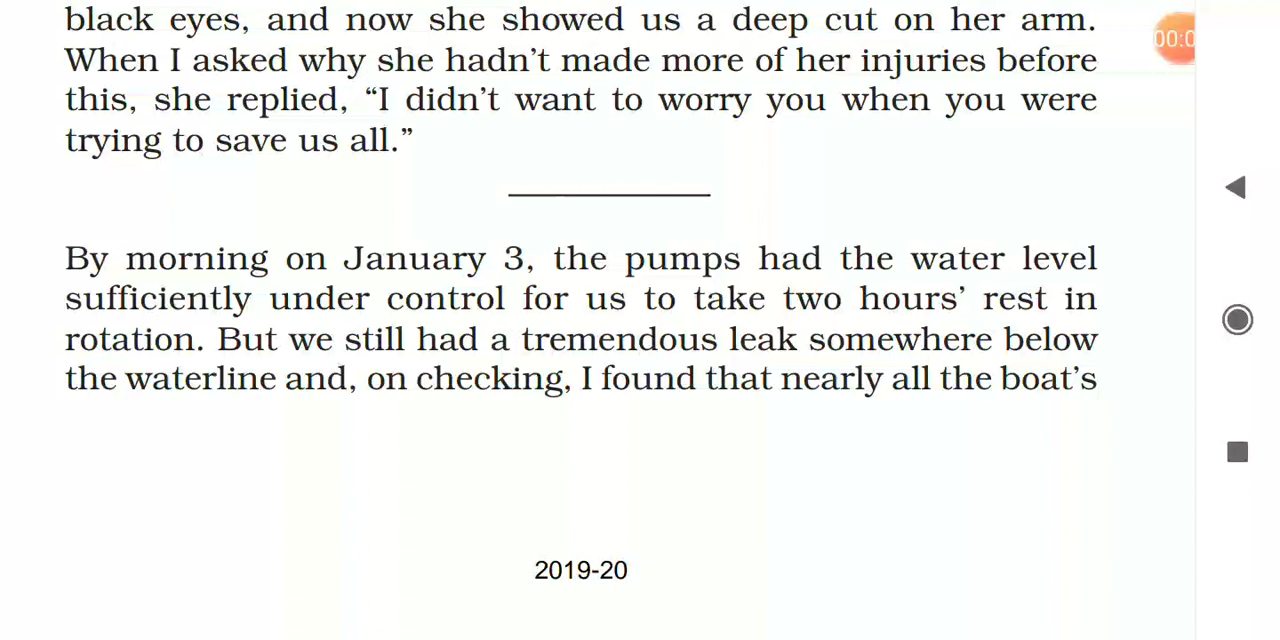 black eyes, and now she showed us a deep cut on her arm.
When I asked why she hadn’t made more of her injuries before
this, she replied, “I didn’t want to worry you when you were
trying to save us all.”
By morning on January 3, the pumps had the water level
sufficiently under control for us to take two hours’ rest in
rotation. But we still had a tremendous leak somewhere below
the waterline and, on checking, I found that nearly all the boat’s
2019-20
00:0